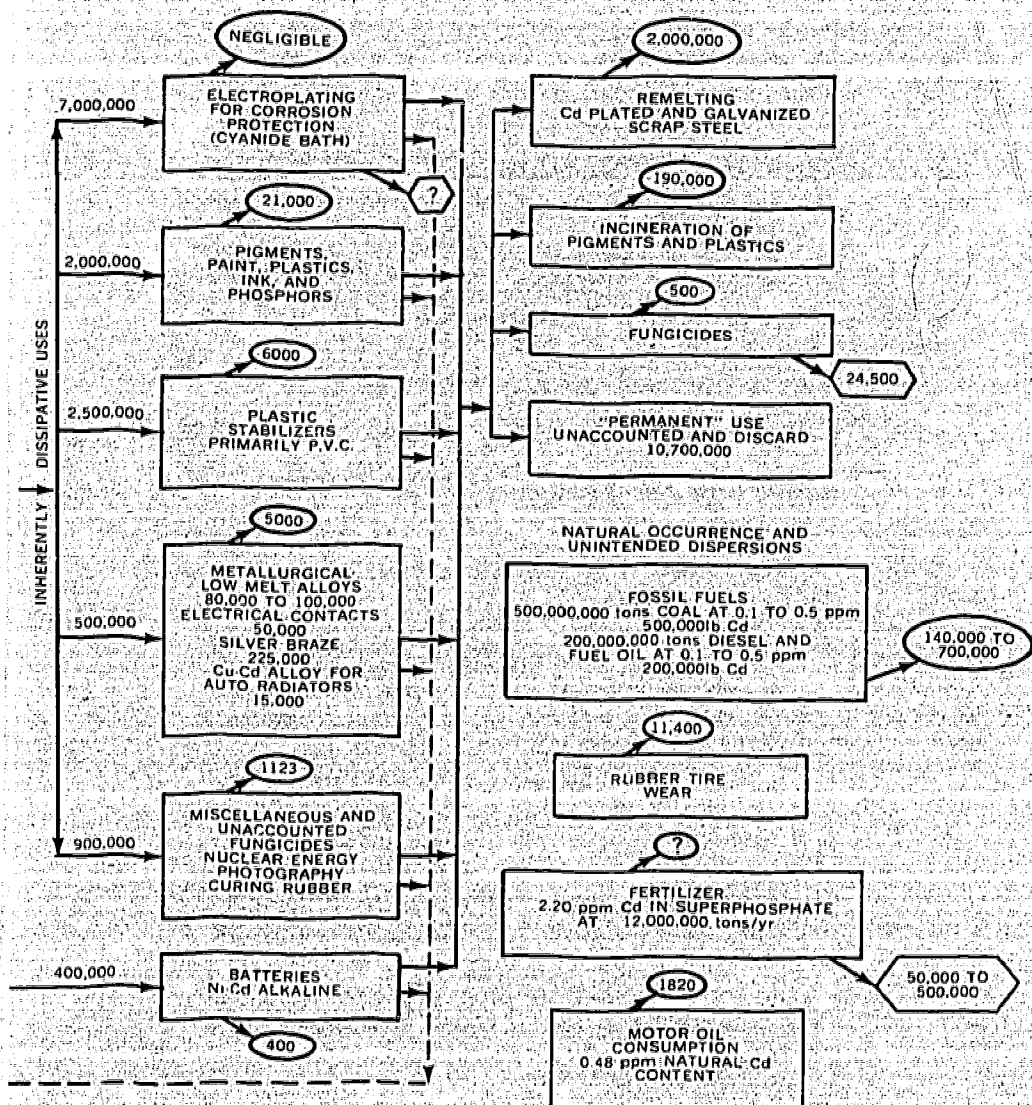 NEGLIGIBLE
7,000,000
ELECTROPLATING
FOR CORROSION
PROTECTION
(CYANIDE BATH)
?
21,000
2,000,000
PIGMENTS,
PAINT, PLASTICS,
INK, AND
PHOSPHORS
6000
2,500,000
PLASTIC
STABILIZERS
PRIMARILY P.V.C.
INHERENTLY DISSIPATIVE USES
5000
500,000
METALLURGICAL
LOW MELT ALLOYS
80,000 TO 100,000
ELECTRICAL CONTACTS
50,000
SILVER BRAZE
225,000
Cu-Cd ALLOY FOR
AUTO RADIATORS
15,000
1123
900,000
MISCELLANEOUS AND
UNACCOUNTED
FUNGICIDES
NUCLEAR ENERGY
PHOTOGRAPHY
CURING RUBBER
400,000
BATTERIES
Ni-Cd ALKALINE
400
2,000,000
REMELTING
Cd PLATED AND GALVANIZED
SCRAP STEEL
190,000
INCINERATION OF
PIGMENTS AND PLASTICS
500
FUNGICIDES
24,500
"PERMANENT" USE
UNACCOUNTED AND DISCARD
10,700,000
NATURAL OCCURRENCE AND
UNINTENDED DISPERSIONS
FOSSIL FUELS
500,000,000 tons COAL AT 0.1 TO 0.5 ppm
500,000lb Cd
200,000,000 tons DIESEL AND
FUEL OIL AT 0.1 TO 0.5 ppm
200,000lb Cd
140,000 TO
700,000
11,400
RUBBER TIRE
WEAR
?
FERTILIZER
2.20 ppm Cd IN SUPERPHOSPHATE
AT 12,000,000 tons/yr
50,000 TO
500,000
1820
MOTOR OIL
CONSUMPTION
0.48 ppm NATURAL Cd
CONTENT